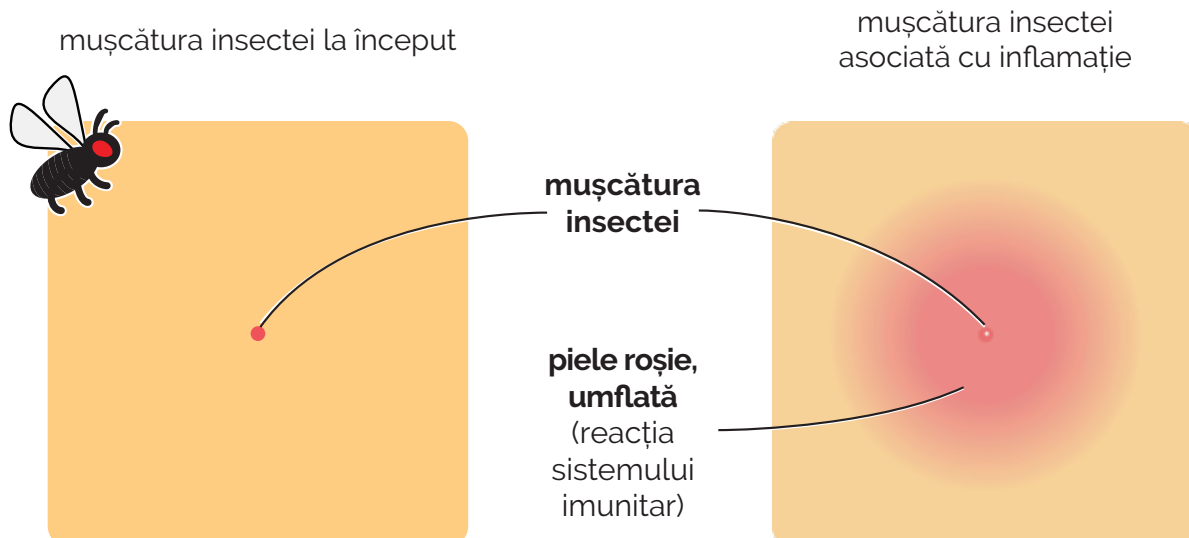 mușcătura insectei la început
mușcătura insectei
asociată cu inflamație
mușcătura
insectei
piele roșie,
umflată
(reacția
sistemului
imunitar)